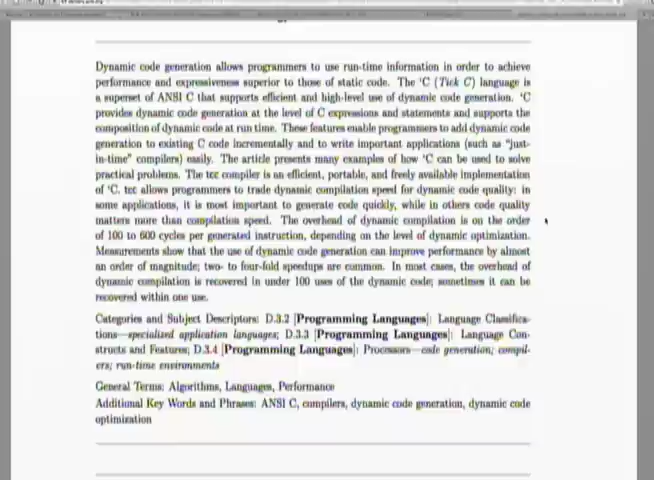 Dynamic code generation allows programmers to use run-time information in order to achieve
performance and expressiveness superior to those of static code. The `C (Tick C) language is
a superset of ANSI C that supports efficient and high-level use of dynamic code generation. `C
provides dynamic code generation at the level of C expressions and statements and supports the
composition of dynamic code at run time. These features enable programmers to add dynamic code
generation to existing C code incrementally and to write important applications (such as "just-
in-time" compilers) easily. The article presents many examples of how `C can be used to solve
practical problems. The tcc compiler is an efficient, portable, and freely available implementation
of `C. tcc allows programmers to trade dynamic compilation speed for dynamic code quality: in
some applications, it is most important to generate code quickly, while in others code quality
matters more than compilation speed. The overhead of dynamic compilation is on the order
of 100 to 600 cycles per generated instruction, depending on the level of dynamic optimization.
Measurements show that the use of dynamic code generation can improve performance by almost
an order of magnitude; two- to four-fold speedups are common. In most cases, the overhead of
dynamic compilation is recovered in under 100 uses of the dynamic code; sometimes it can be
recovered within one use.
Categories and Subject Descriptors: D.3.2 [Programming Languages]: Language Classifica-
tions—specialized application languages; D.3.3 [Programming Languages]: Language Con-
structs and Features; D.3.4 [Programming Languages]: Processors—code generation; compil-
ers; run-time environments
General Terms: Algorithms, Languages, Performance
Additional Key Words and Phrases: ANSI C, compilers, dynamic code generation, dynamic code
optimization